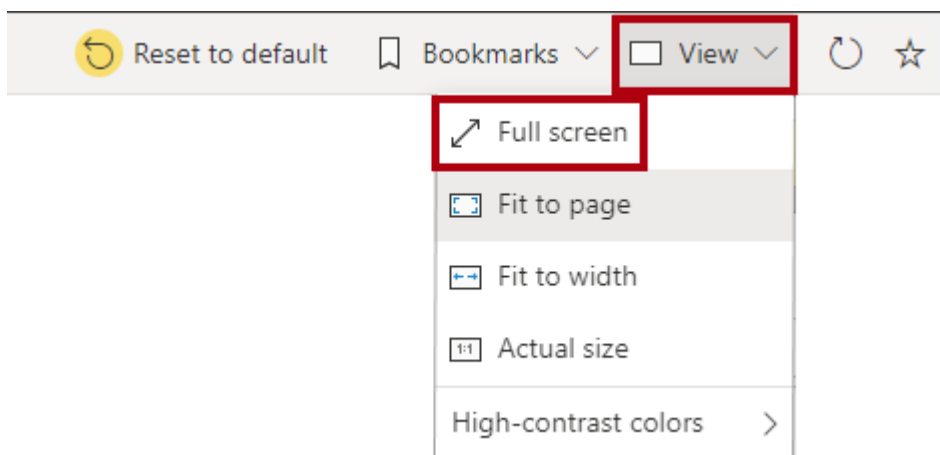 Reset to default Bookmarks View
Full screen
Fit to page
Fit to width
1:1 Actual size
High-contrast colors